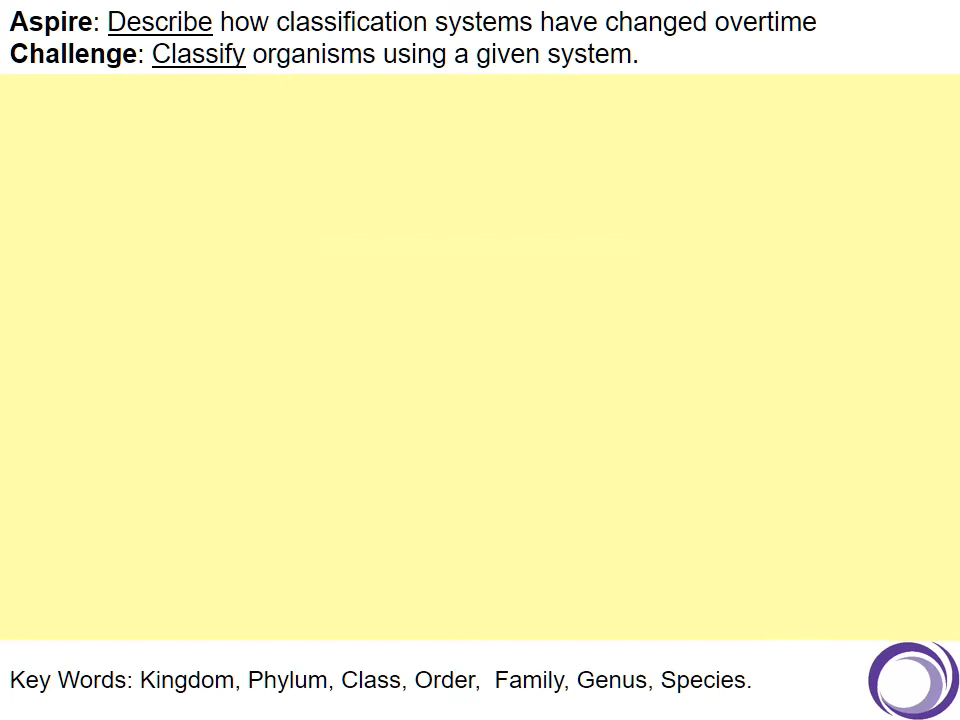 Aspire: Describe how classification systems have changed overtime
Challenge: Classify organisms using a given system.
Key Words: Kingdom, Phylum, Class, Order,  Family, Genus, Species.